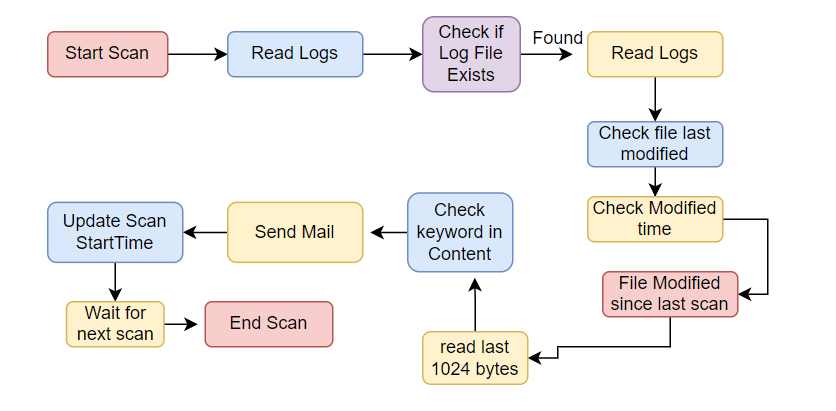 Start Scan
Read Logs
Check if
Log File
Exists
Found
Read Logs
Check file last
modified
Check Modified
time
File Modified
since last scan
read last
1024 bytes
Check
keyword in
Content
Send Mail
Update Scan
StartTime
Wait for
next scan
End Scan